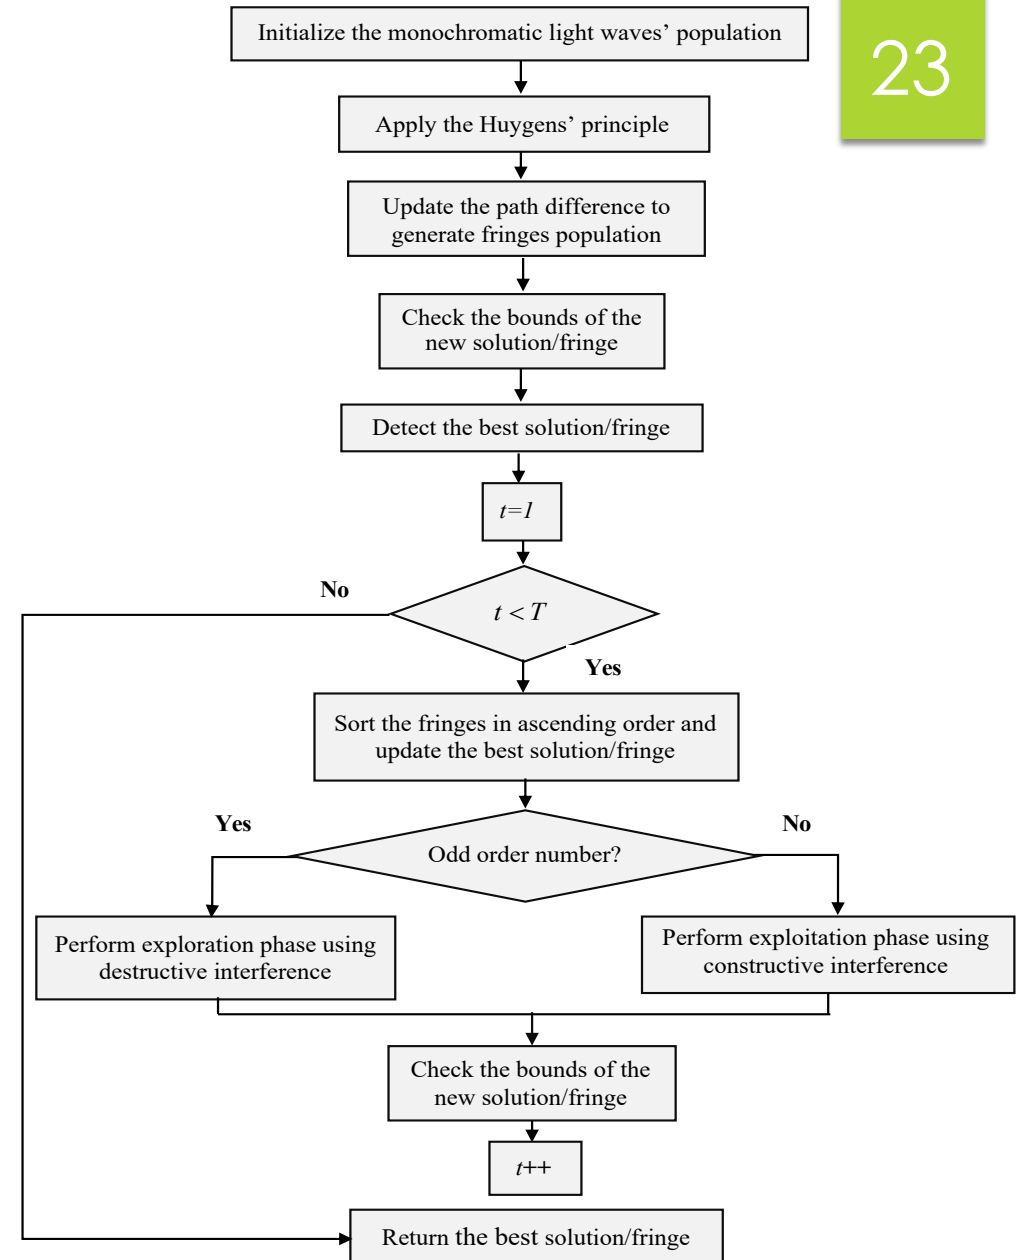 23
Initialize the monochromatic light waves’ population
Apply the Huygens’ principle
Update the path difference to
generate fringes population
Check the bounds of the
new solution/fringe
Detect the best solution/fringe
t=1
No
t < T
Yes
Sort the fringes in ascending order and
update the best solution/fringe
Yes
No
Odd order number?
Perform exploration phase using
destructive interference
Perform exploitation phase using
constructive interference
Check the bounds of the
new solution/fringe
t++
Return the best solution/fringe